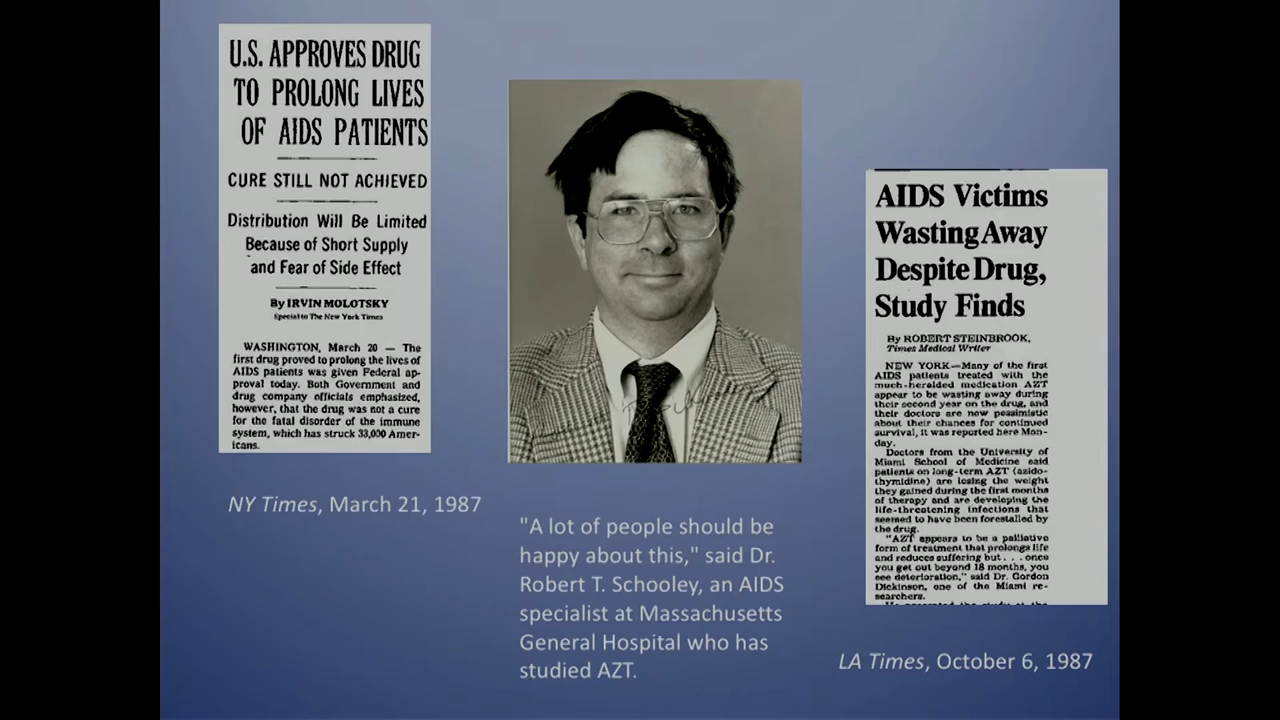 U.S. APPROVES DRUG
TO PROLONG LIVES
OF AIDS PATIENTS
CURE STILL NOT ACHIEVED
Distribution Will Be Limited
Because of Short Supply
and Fear of Side Effect
By IRVIN MOLOTSKY
Special to The New York Times
WASHINGTON, March 20 — The
first drug proved to prolong the lives of
AIDS patients was given Federal ap-
proval today. Both Government and
drug company officials emphasized,
however, that the drug was not a cure
for the fatal disorder of the immune
system, which has struck 33,000 Amer-
icans.
NY Times, March 21, 1987
"A lot of people should be
happy about this," said Dr.
Robert T. Schooley, an AIDS
specialist at Massachusetts
General Hospital who has
studied AZT.
AIDS Victims
Wasting Away
Despite Drug,
Study Finds
By ROBERT STEINBROOK,
Times Medical Writer
NEW YORK—Many of the first
AIDS patients treated with the
much-heralded medication AZT
appear to be wasting away during
their second year on the drug, and
their doctors are now pessimistic
about their chances for continued
survival, it was reported here Mon-
day.
Doctors from the University of
Miami School of Medicine said
patients on long-term AZT (azido-
thymidine) are losing the weight
they gained during the first months
of therapy and are developing the
life-threatening infections that
seemed to have been forestalled by
the drug.
"AZT appears to be a palliative
form of treatment that prolongs life
and reduces suffering but . . . once
you get out beyond 18 months, you
see deterioration," said Dr. Gordon
Dickinson, one of the Miami re-
searchers.
LA Times, October 6, 1987